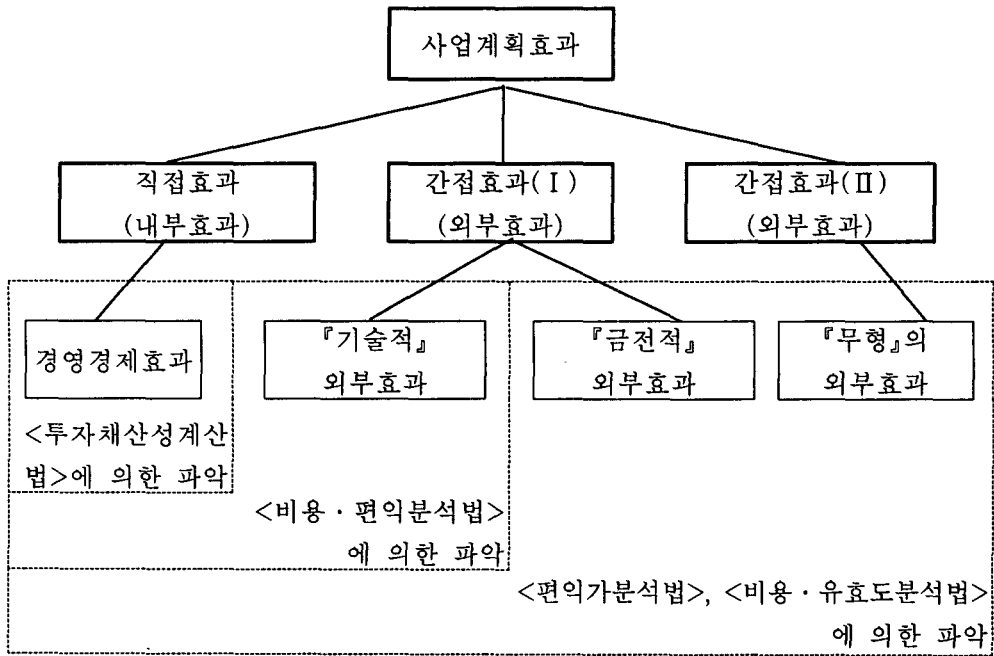 사업계획효과
직접효과
(내부효과)
간접효과(Ⅰ)
(외부효과)
간접효과(Ⅱ)
(외부효과)
경영경제효과
『기술적』
외부효과
『금전적』
외부효과
『무형』의
외부효과
<투자채산성계산
법>에 의한 파악
<비용·편익분석법>
에 의한 파악
<편익가분석법>, <비용·유효도분석법>
에 의한 파악